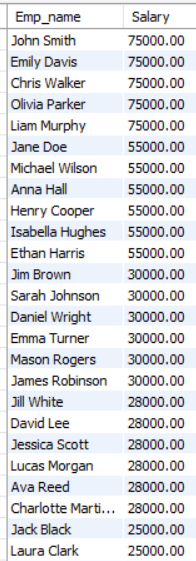 Emp_name Salary
John Smith 75000.00
Emily Davis 75000.00
Chris Walker 75000.00
Olivia Parker 75000.00
Liam Murphy 75000.00
Jane Doe 55000.00
Michael Wilson 55000.00
Anna Hall 55000.00
Henry Cooper 55000.00
Isabella Hughes 55000.00
Ethan Harris 55000.00
Jim Brown 30000.00
Sarah Johnson 30000.00
Daniel Wright 30000.00
Emma Turner 30000.00
Mason Rogers 30000.00
James Robinson 30000.00
Jill White 28000.00
David Lee 28000.00
Jessica Scott 28000.00
Lucas Morgan 28000.00
Ava Reed 28000.00
Charlotte Marti... 28000.00
Jack Black 25000.00
Laura Clark 25000.00